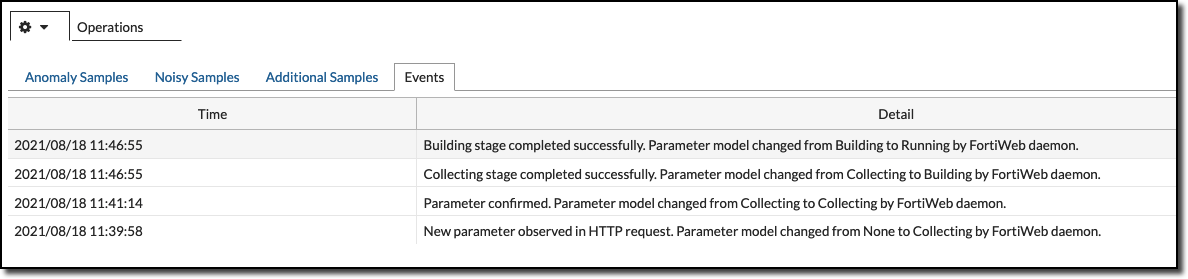 Operations
Anomaly Samples Noisy Samples Additional Samples Events
Time Detail
2021/08/18 11:46:55 Building stage completed successfully. Parameter model changed from Building to Running by FortiWeb daemon.
2021/08/18 11:46:55 Collecting stage completed successfully. Parameter model changed from Collecting to Building by FortiWeb daemon.
2021/08/18 11:41:14 Parameter confirmed. Parameter model changed from Collecting to Collecting by FortiWeb daemon.
2021/08/18 11:39:58 New parameter observed in HTTP request. Parameter model changed from None to Collecting by FortiWeb daemon.